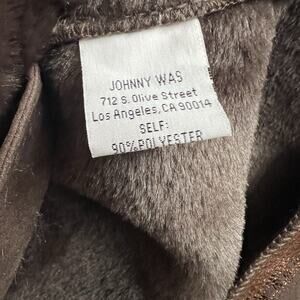 JOHNNY WAS
712 S. Olive Street
Los Angeles, CA 90014
SELF:
90% POLYESTER